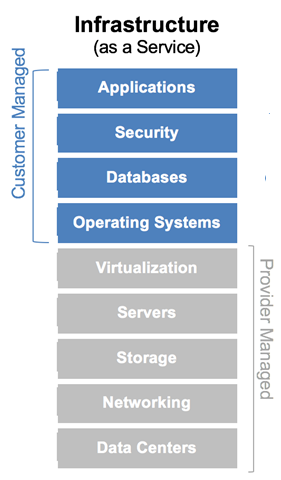 Infrastructure
(as a Service)
Customer Managed
Applications
Security
Databases
Operating Systems
Virtualization
Servers
Storage
Networking
Data Centers
Provider Managed